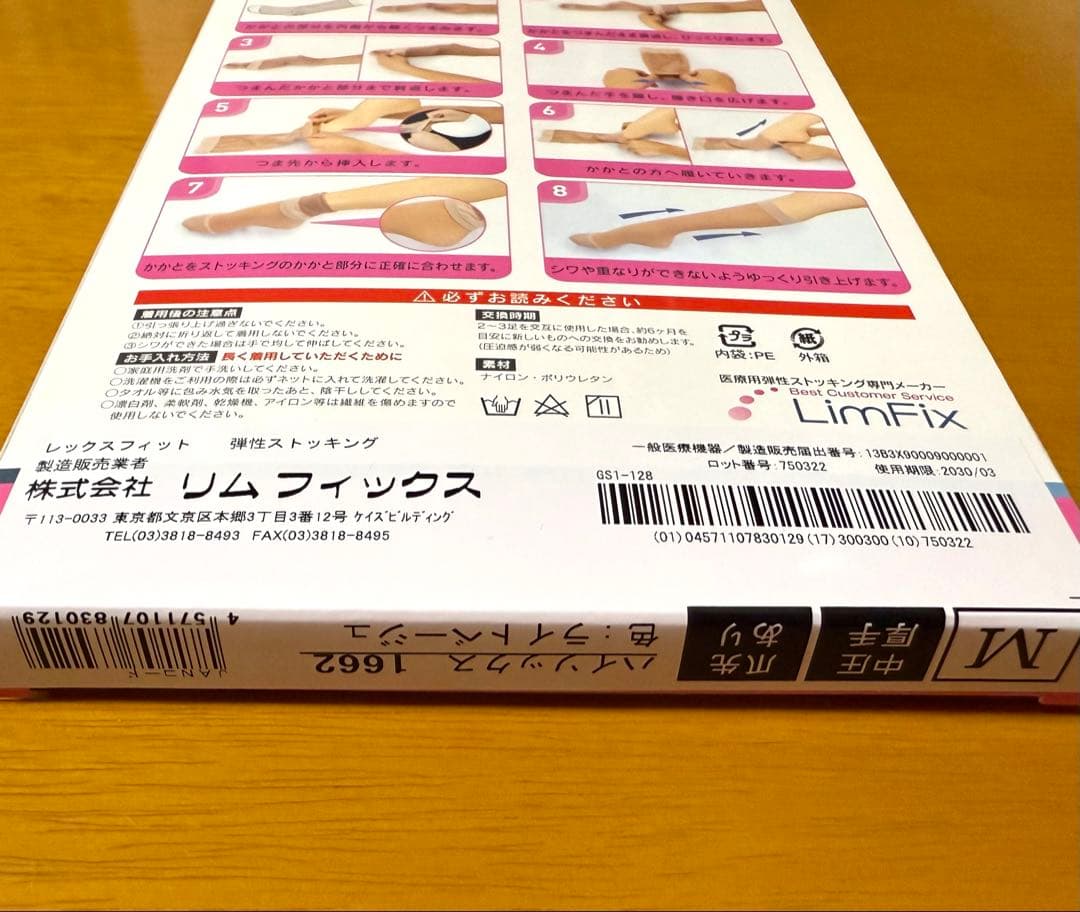 かかとをつまんだまま裏返し、ひっくり返します。
3
つまんだかかと部分まで裏返します。
4
つまんだ手を離し、履き口を広げます。
5
つま先から挿入します。
6
かかとの方へ履いていきます。
7
かかとをストッキングのかかと部分に正確に合わせます。
8
シワや重なりができないようゆっくり引き上げます。
⚠必ずお読みください
着用後の注意点
①引っ張り上げ過ぎないでください。
②絶対に折り返して着用しないでください。
③シワができた場合は手で均して伸ばしてください。
お手入れ方法 長く着用していただくために
○家庭用洗剤で手洗いしてください。
○洗濯機をご利用の際は必ずネットに入れて洗濯してください。
○タオル等に包み水気を取ったあと、陰干ししてください。
○漂白剤、柔軟剤、乾燥機、アイロン等は繊維を傷めますので
使用しないでください。
交換時期
2～3足を交互に使用した場合、約6ヶ月を
目安に新しいものへの交換をお勧めします。
(圧迫感が弱くなる可能性があるため)
素材
ナイロン・ポリウレタン
プラ
内袋:PE
紙
外箱
医療用弾性ストッキング専門メーカー
Best Customer Service
LimFix
レックスフィット 弾性ストッキング
製造販売業者
株式会社 リムフィックス
〒113-0033 東京都文京区本郷3丁目3番12号 ケイズビルディング
TEL(03)3818-8493 FAX(03)3818-8495
一般医療機器/製造販売届出番号:13B3X90009000001
ロット番号:750322 使用期限:2030/03
GS1-128
(01)04571107830129(17)300300(10)750322
M
中圧
厚手
爪先
あり
ハイソックス 1662
色:ライトベージュ
JANコード
4 571107 830129